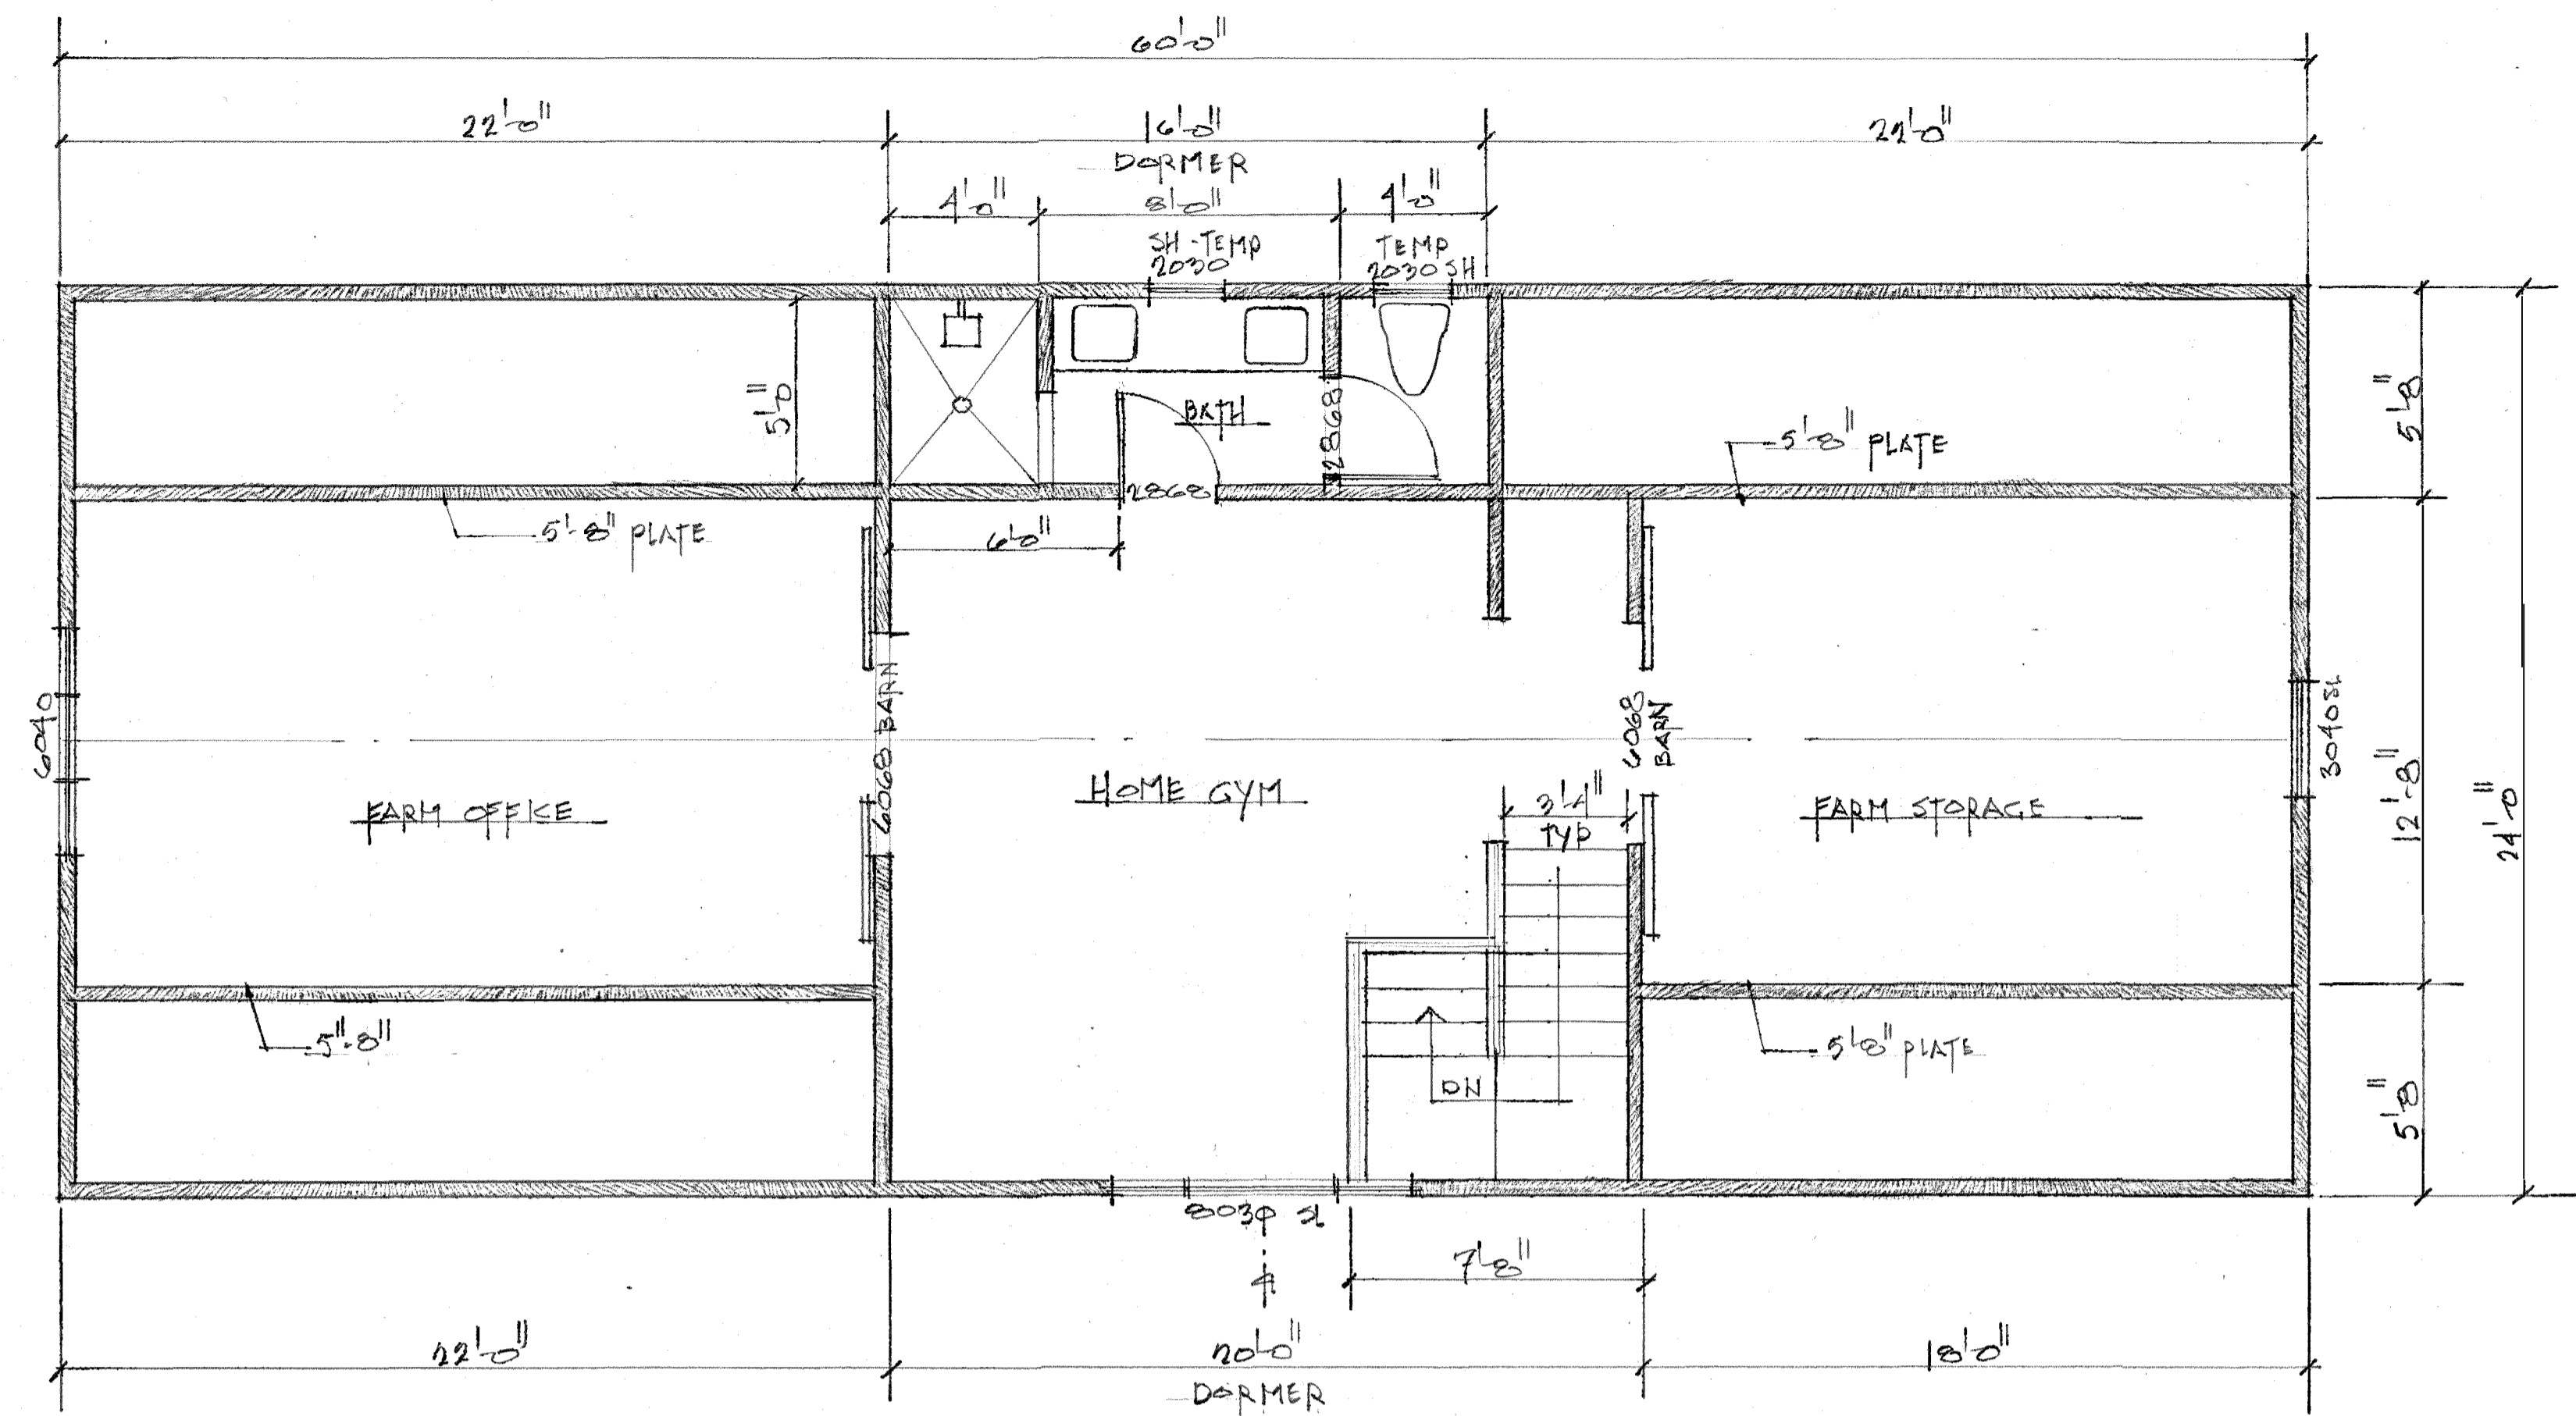 60'-0"
22'-0"
16'-0"
22'-0"
DORMER
4'-0"
8'-0"
4'-0"
SH-TEMP
2030
TEMP
2030 SH
5'-0"
BATH
2868
2868
5'-8" PLATE
5'-8"
5'-8" PLATE
6'-0"
6040
6068 BARN
6068
BARN
3040 SL
HOME GYM
FARM OFFICE
FARM STORAGE
3'-4"
TYP
12'-8"
24'-0"
5"-8"
5'-8" PLATE
DN
5'-8"
8030 SL
7'-8"
22'-0"
20'-0"
18'-0"
DORMER